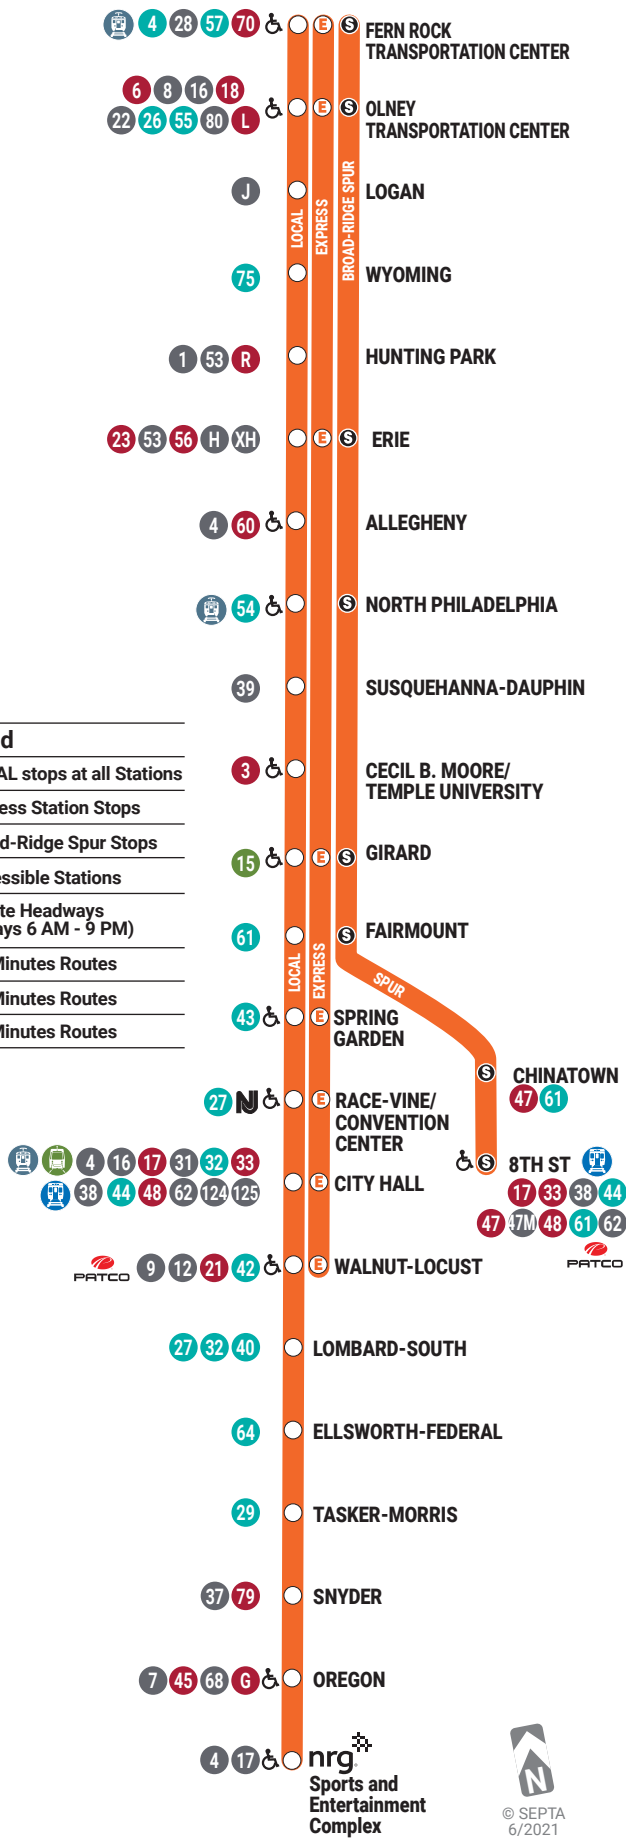 4 28 57 70 E S FERN ROCK
TRANSPORTATION CENTER
6 8 16 18
22 26 55 80 L E S OLNEY
TRANSPORTATION CENTER
J LOGAN
LOCAL
EXPRESS
BROAD-RIDGE SPUR
75 WYOMING
1 53 R HUNTING PARK
23 53 56 H XH E S ERIE
4 60 ALLEGHENY
54 S NORTH PHILADELPHIA
39 SUSQUEHANNA-DAUPHIN
d
AL stops at all Stations
ess Station Stops
d-Ridge Spur Stops
essible Stations
te Headways
ays 6 AM - 9 PM)
Minutes Routes
Minutes Routes
Minutes Routes
3 CECIL B. MOORE/
TEMPLE UNIVERSITY
15 E S GIRARD
61 S FAIRMOUNT
LOCAL
EXPRESS
SPUR
43 E SPRING
GARDEN
S CHINATOWN
47 61
27 NJ E RACE-VINE/
CONVENTION
CENTER
4 16 17 31 32 33
38 44 48 62 124 125 E CITY HALL
S 8TH ST
17 33 38 44
47 47M 48 61 62
PATCO
PATCO 9 12 21 42 E WALNUT-LOCUST
27 32 40 LOMBARD-SOUTH
64 ELLSWORTH-FEDERAL
29 TASKER-MORRIS
37 79 SNYDER
7 45 68 G OREGON
4 17 nrg
Sports and
Entertainment
Complex
N
© SEPTA
6/2021